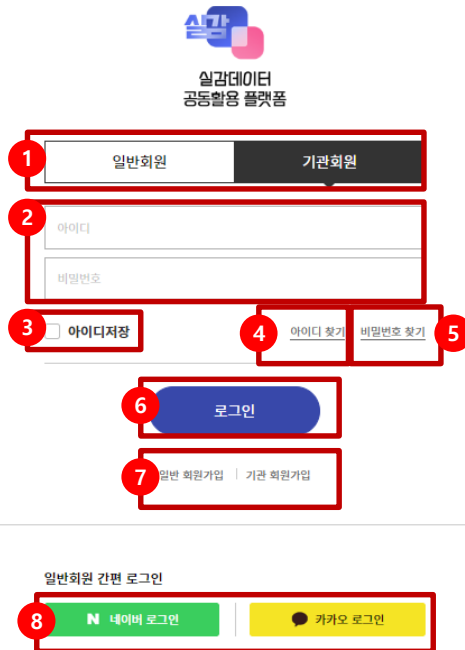 실감
실감데이터
공동활용 플랫폼
1 일반회원 기관회원
2 아이디
비밀번호
3 아이디저장 4 아이디 찾기 비밀번호 찾기 5
6 로그인
7 일반 회원가입 기관 회원가입
일반회원 간편 로그인
8 N 네이버 로그인 카카오 로그인